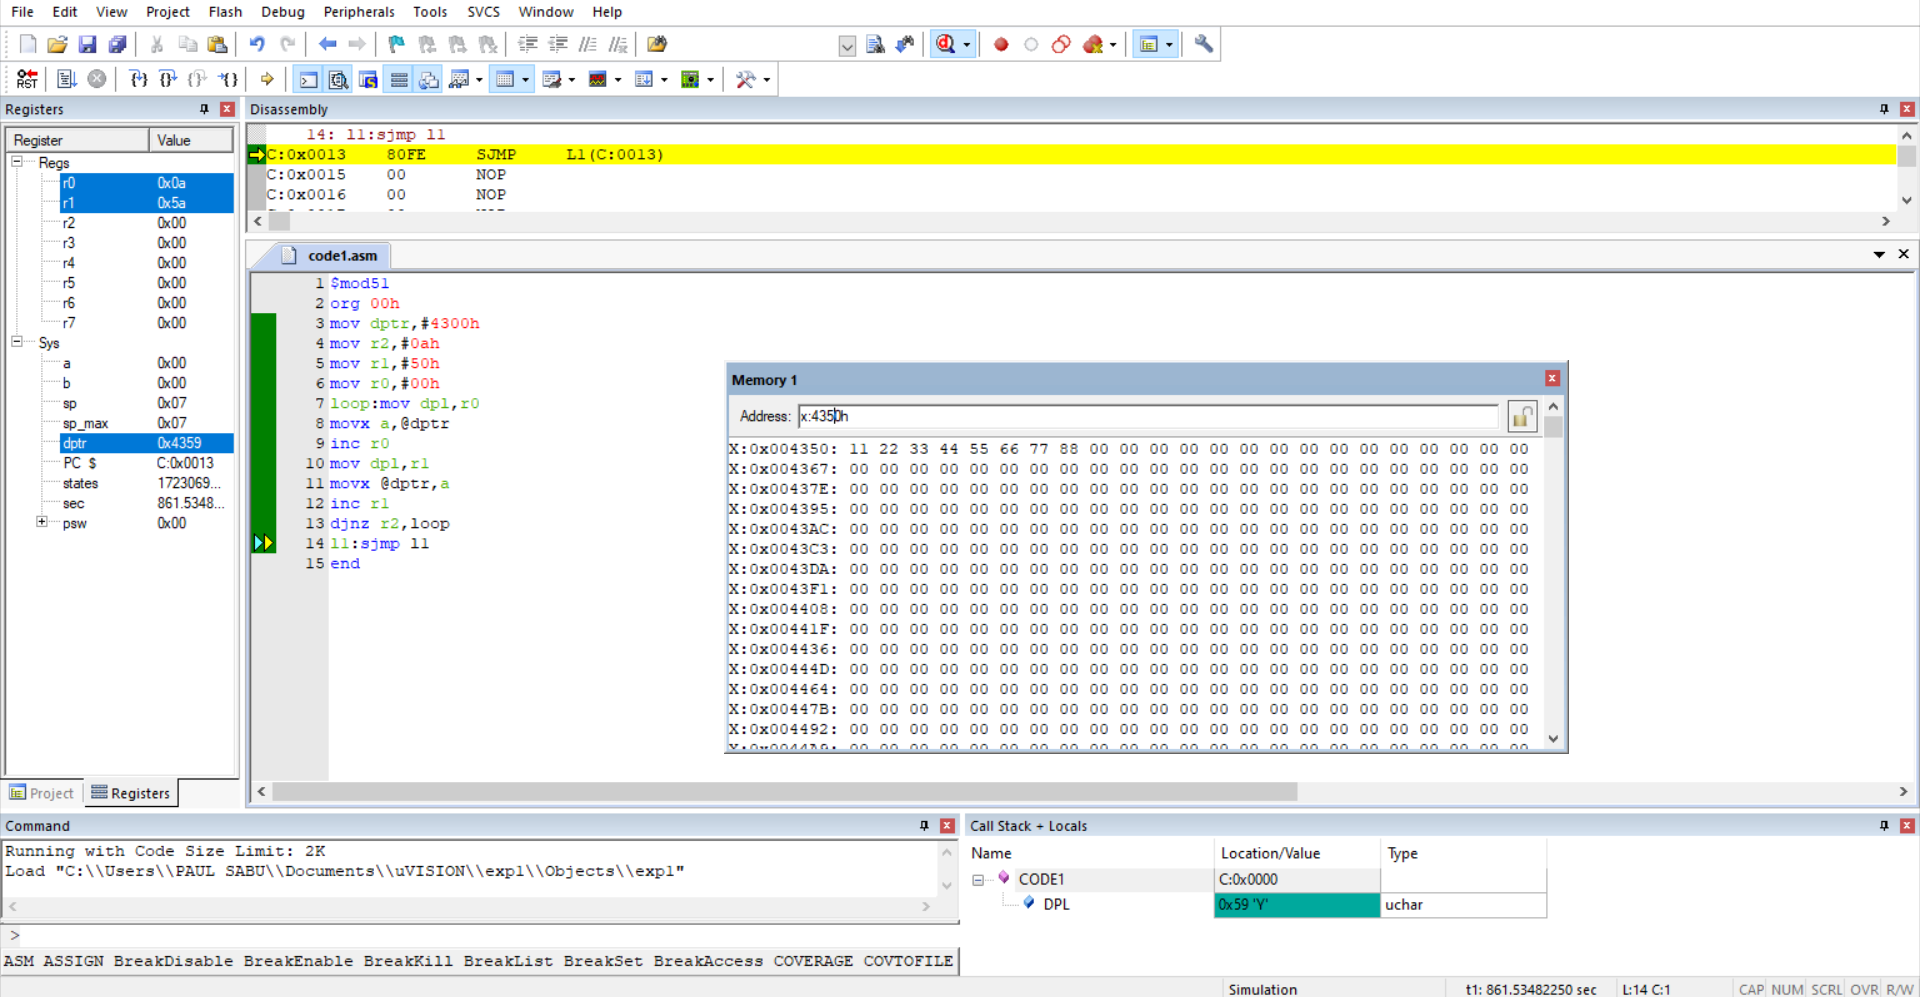 File Edit View Project Flash Debug Peripherals Tools SVCS Window Help
RST
Registers
Register Value
Regs
r0 0x0a
r1 0x5a
r2 0x00
r3 0x00
r4 0x00
r5 0x00
r6 0x00
r7 0x00
Sys
a 0x00
b 0x00
sp 0x07
sp_max 0x07
dptr 0x4359
PC $ C:0x0013
states 1723069...
sec 861.5348...
psw 0x00
Project Registers
Disassembly
14: l1:sjmp l1
C:0x0013 80FE SJMP L1(C:0013)
C:0x0015 00 NOP
C:0x0016 00 NOP
code1.asm
1 $mod51
2 org 00h
3 mov dptr,#4300h
4 mov r2,#0ah
5 mov r1,#50h
6 mov r0,#00h
7 loop:mov dpl,r0
8 movx a,@dptr
9 inc r0
10 mov dpl,r1
11 movx @dptr,a
12 inc r1
13 djnz r2,loop
14 l1:sjmp l1
15 end
Memory 1
Address: x:4350h
X:0x004350: 11 22 33 44 55 66 77 88 00 00 00 00 00 00 00 00 00 00 00 00 00 00 00
X:0x004367: 00 00 00 00 00 00 00 00 00 00 00 00 00 00 00 00 00 00 00 00 00 00 00
X:0x00437E: 00 00 00 00 00 00 00 00 00 00 00 00 00 00 00 00 00 00 00 00 00 00 00
X:0x004395: 00 00 00 00 00 00 00 00 00 00 00 00 00 00 00 00 00 00 00 00 00 00 00
X:0x0043AC: 00 00 00 00 00 00 00 00 00 00 00 00 00 00 00 00 00 00 00 00 00 00 00
X:0x0043C3: 00 00 00 00 00 00 00 00 00 00 00 00 00 00 00 00 00 00 00 00 00 00 00
X:0x0043DA: 00 00 00 00 00 00 00 00 00 00 00 00 00 00 00 00 00 00 00 00 00 00 00
X:0x0043F1: 00 00 00 00 00 00 00 00 00 00 00 00 00 00 00 00 00 00 00 00 00 00 00
X:0x004408: 00 00 00 00 00 00 00 00 00 00 00 00 00 00 00 00 00 00 00 00 00 00 00
X:0x00441F: 00 00 00 00 00 00 00 00 00 00 00 00 00 00 00 00 00 00 00 00 00 00 00
X:0x004436: 00 00 00 00 00 00 00 00 00 00 00 00 00 00 00 00 00 00 00 00 00 00 00
X:0x00444D: 00 00 00 00 00 00 00 00 00 00 00 00 00 00 00 00 00 00 00 00 00 00 00
X:0x004464: 00 00 00 00 00 00 00 00 00 00 00 00 00 00 00 00 00 00 00 00 00 00 00
X:0x00447B: 00 00 00 00 00 00 00 00 00 00 00 00 00 00 00 00 00 00 00 00 00 00 00
X:0x004492: 00 00 00 00 00 00 00 00 00 00 00 00 00 00 00 00 00 00 00 00 00 00 00
X:0x0044A9: 00 00 00 00 00 00 00 00 00 00 00 00 00 00 00 00 00 00 00 00 00 00 00
Command
Running with Code Size Limit: 2K
Load "C:\\Users\\PAUL SABU\\Documents\\uVISION\\exp1\\Objects\\exp1"
>
ASM ASSIGN BreakDisable BreakEnable BreakKill BreakList BreakSet BreakAccess COVERAGE COVTOFILE
Call Stack + Locals
Name Location/Value Type
CODE1 C:0x0000
DPL 0x59 'Y' uchar
Simulation t1: 861.53482250 sec L:14 C:1 CAP NUM SCRL OVR R/W